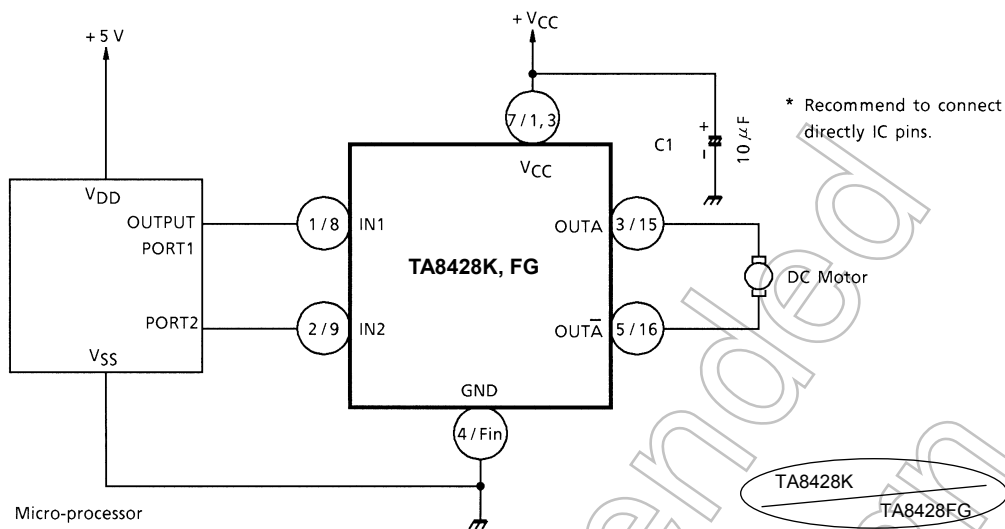 + 5 V
+ VCC
7 / 1, 3
* Recommend to connect
directly IC pins.
C1
+
−
10 μF
VCC
VDD
OUTPUT
PORT1
1 / 8
IN1
OUTA
3 / 15
TA8428K, FG
DC Motor
PORT2
2 / 9
IN2
OUTA̅
5 / 16
VSS
GND
4 / Fin
Micro-processor
TA8428K
TA8428FG